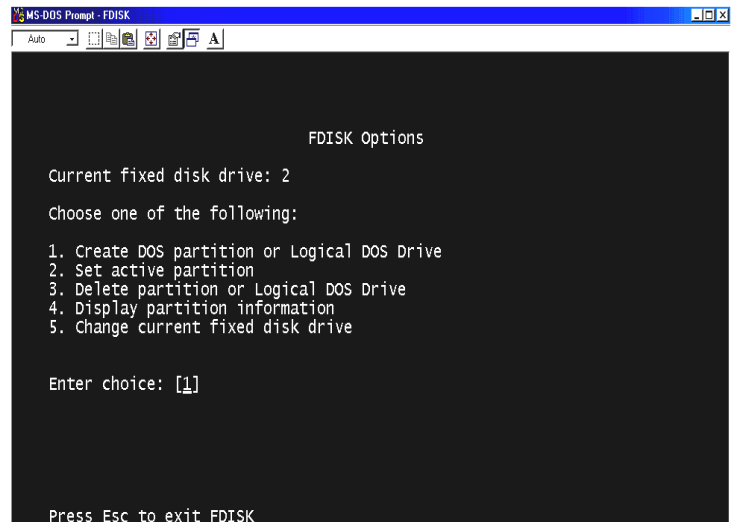 MS-DOS Prompt - FDISK
Auto
A
FDISK Options
Current fixed disk drive: 2
Choose one of the following:
1. Create DOS partition or Logical DOS Drive
2. Set active partition
3. Delete partition or Logical DOS Drive
4. Display partition information
5. Change current fixed disk drive
Enter choice: [1]
Press Esc to exit FDISK